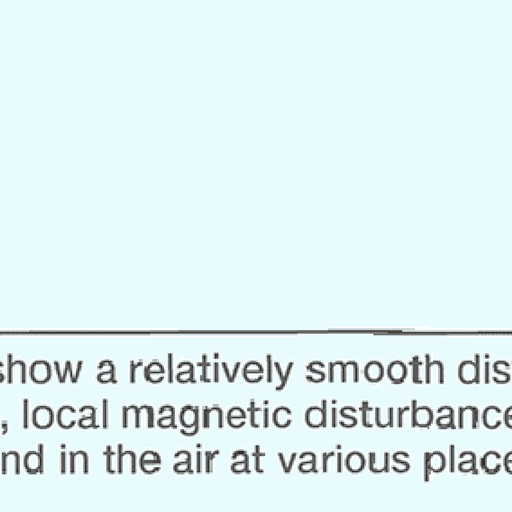 show a relatively smooth dis
, local magnetic disturbance
nd in the air at various place